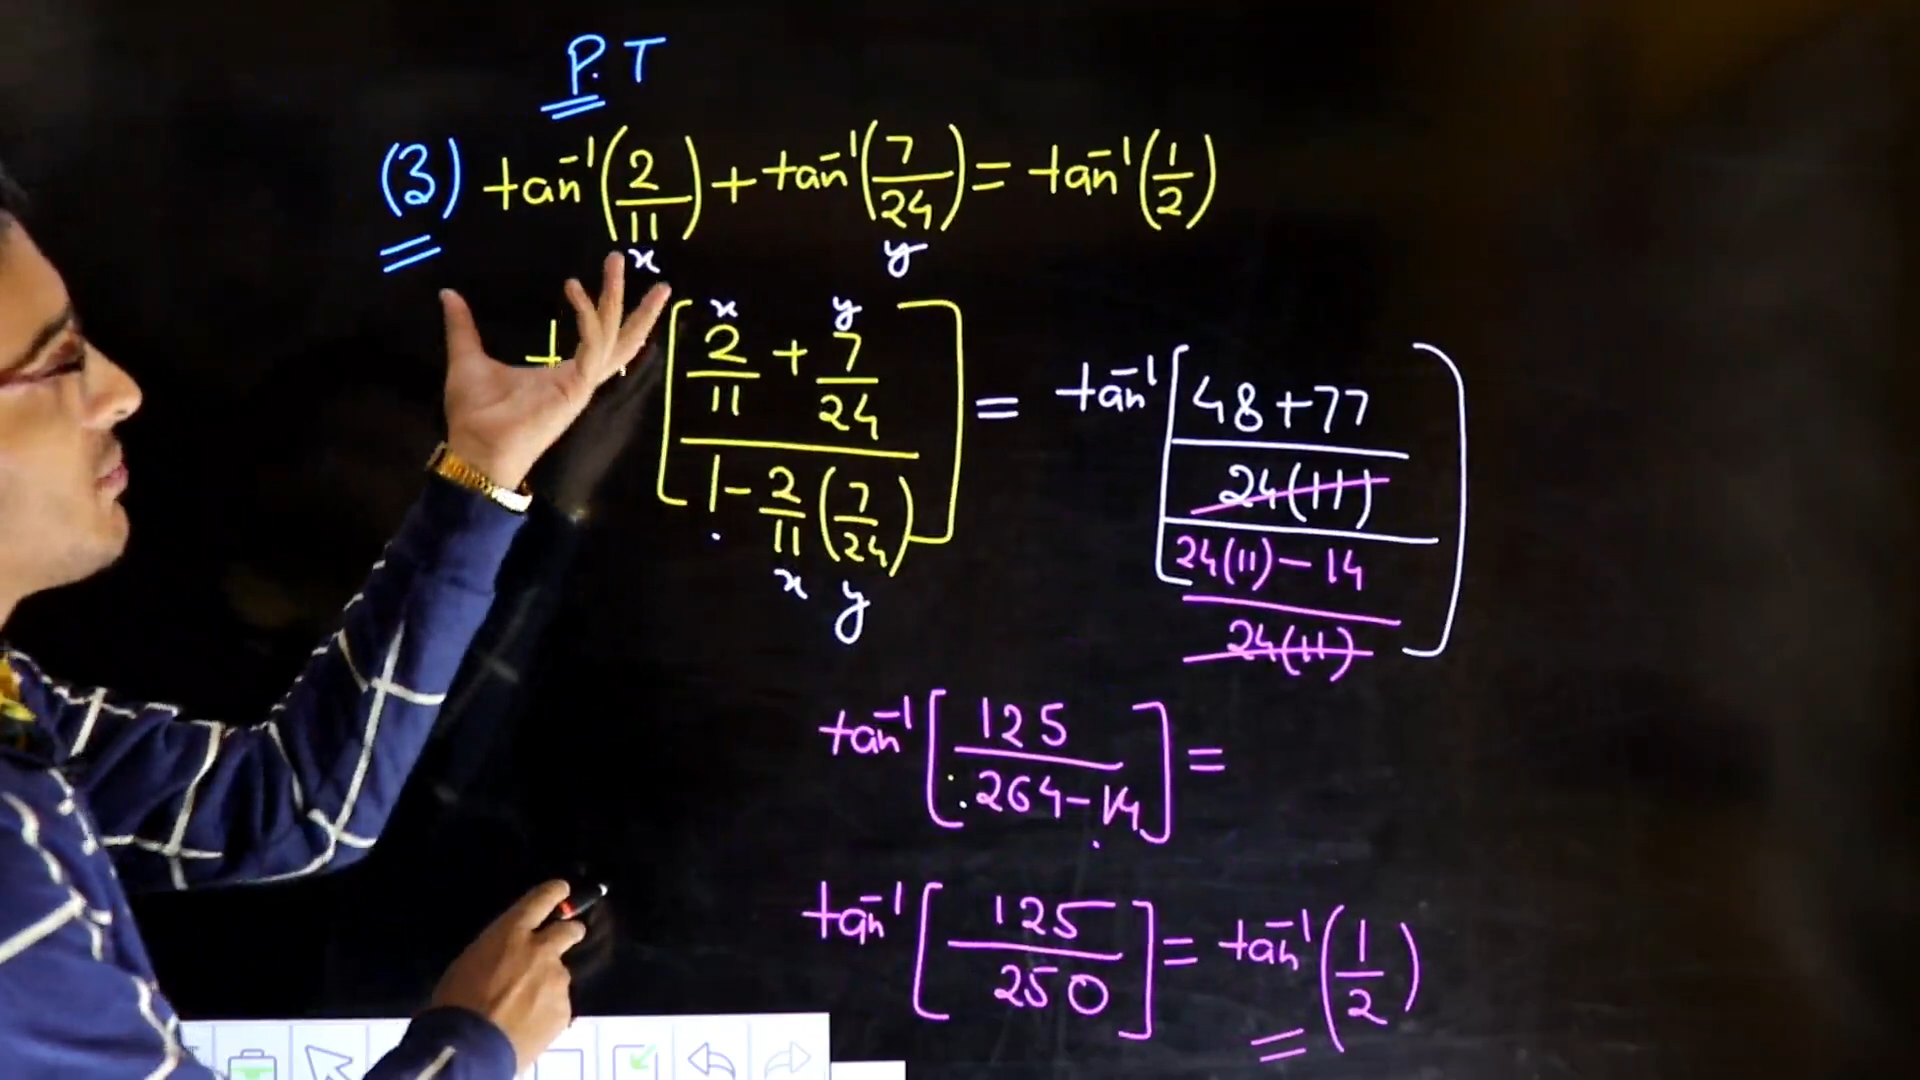 P.T
(3) tan⁻¹(2/11) + tan⁻¹(7/24) = tan⁻¹(1/2)
x y
x y
[(2/11 + 7/24) / (1 - 2/11 (7/24))] = tan⁻¹[((48+77) / 24(11)) / ((24(11) - 14) / 24(11))]
x y
tan⁻¹[125 / (264-14)] =
tan⁻¹[125 / 250] = tan⁻¹(1/2)